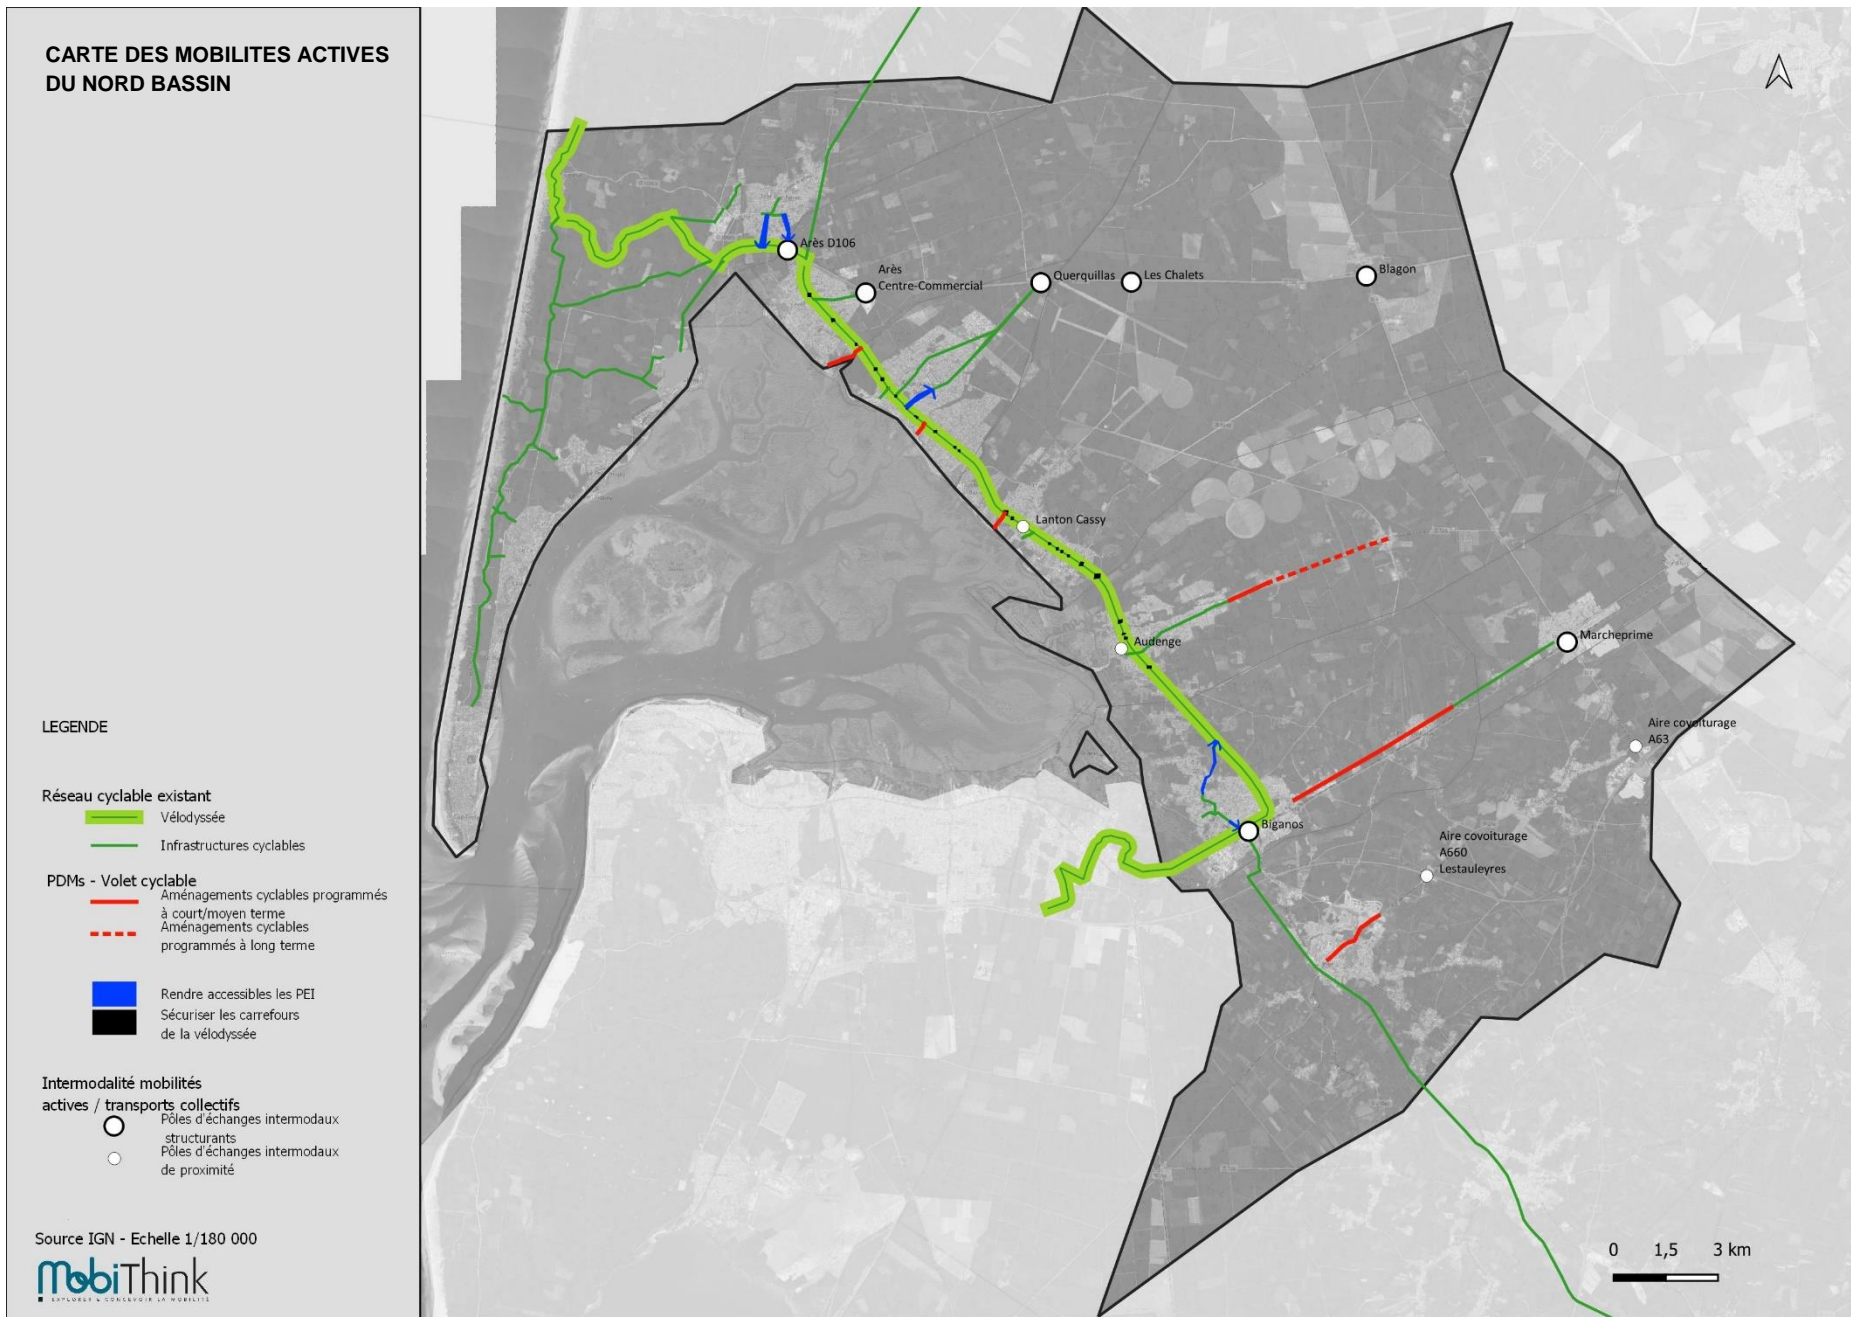 CARTE DES MOBILITES ACTIVES
DU NORD BASSIN
LEGENDE
Réseau cyclable existant
Vélodyssée
Infrastructures cyclables
PDMs - Volet cyclable
Aménagements cyclables programmés
à court/moyen terme
Aménagements cyclables
programmés à long terme
Rendre accessibles les PEI
Sécuriser les carrefours
de la vélodyssée
Intermodalité mobilités
actives / transports collectifs
Pôles d'échanges intermodaux
structurants
Pôles d'échanges intermodaux
de proximité
Source IGN - Echelle 1/180 000
MobiThink
EXPLORER & CONCEVOIR LA MOBILITÉ
Arès D106
Arès
Centre-Commercial
Querquillas
Les Chalets
Blagon
Lanton Cassy
Audenge
Marcheprime
Aire covoiturage
A63
Biganos
Aire covoiturage
A660
Lestauleyres
0 1,5 3 km